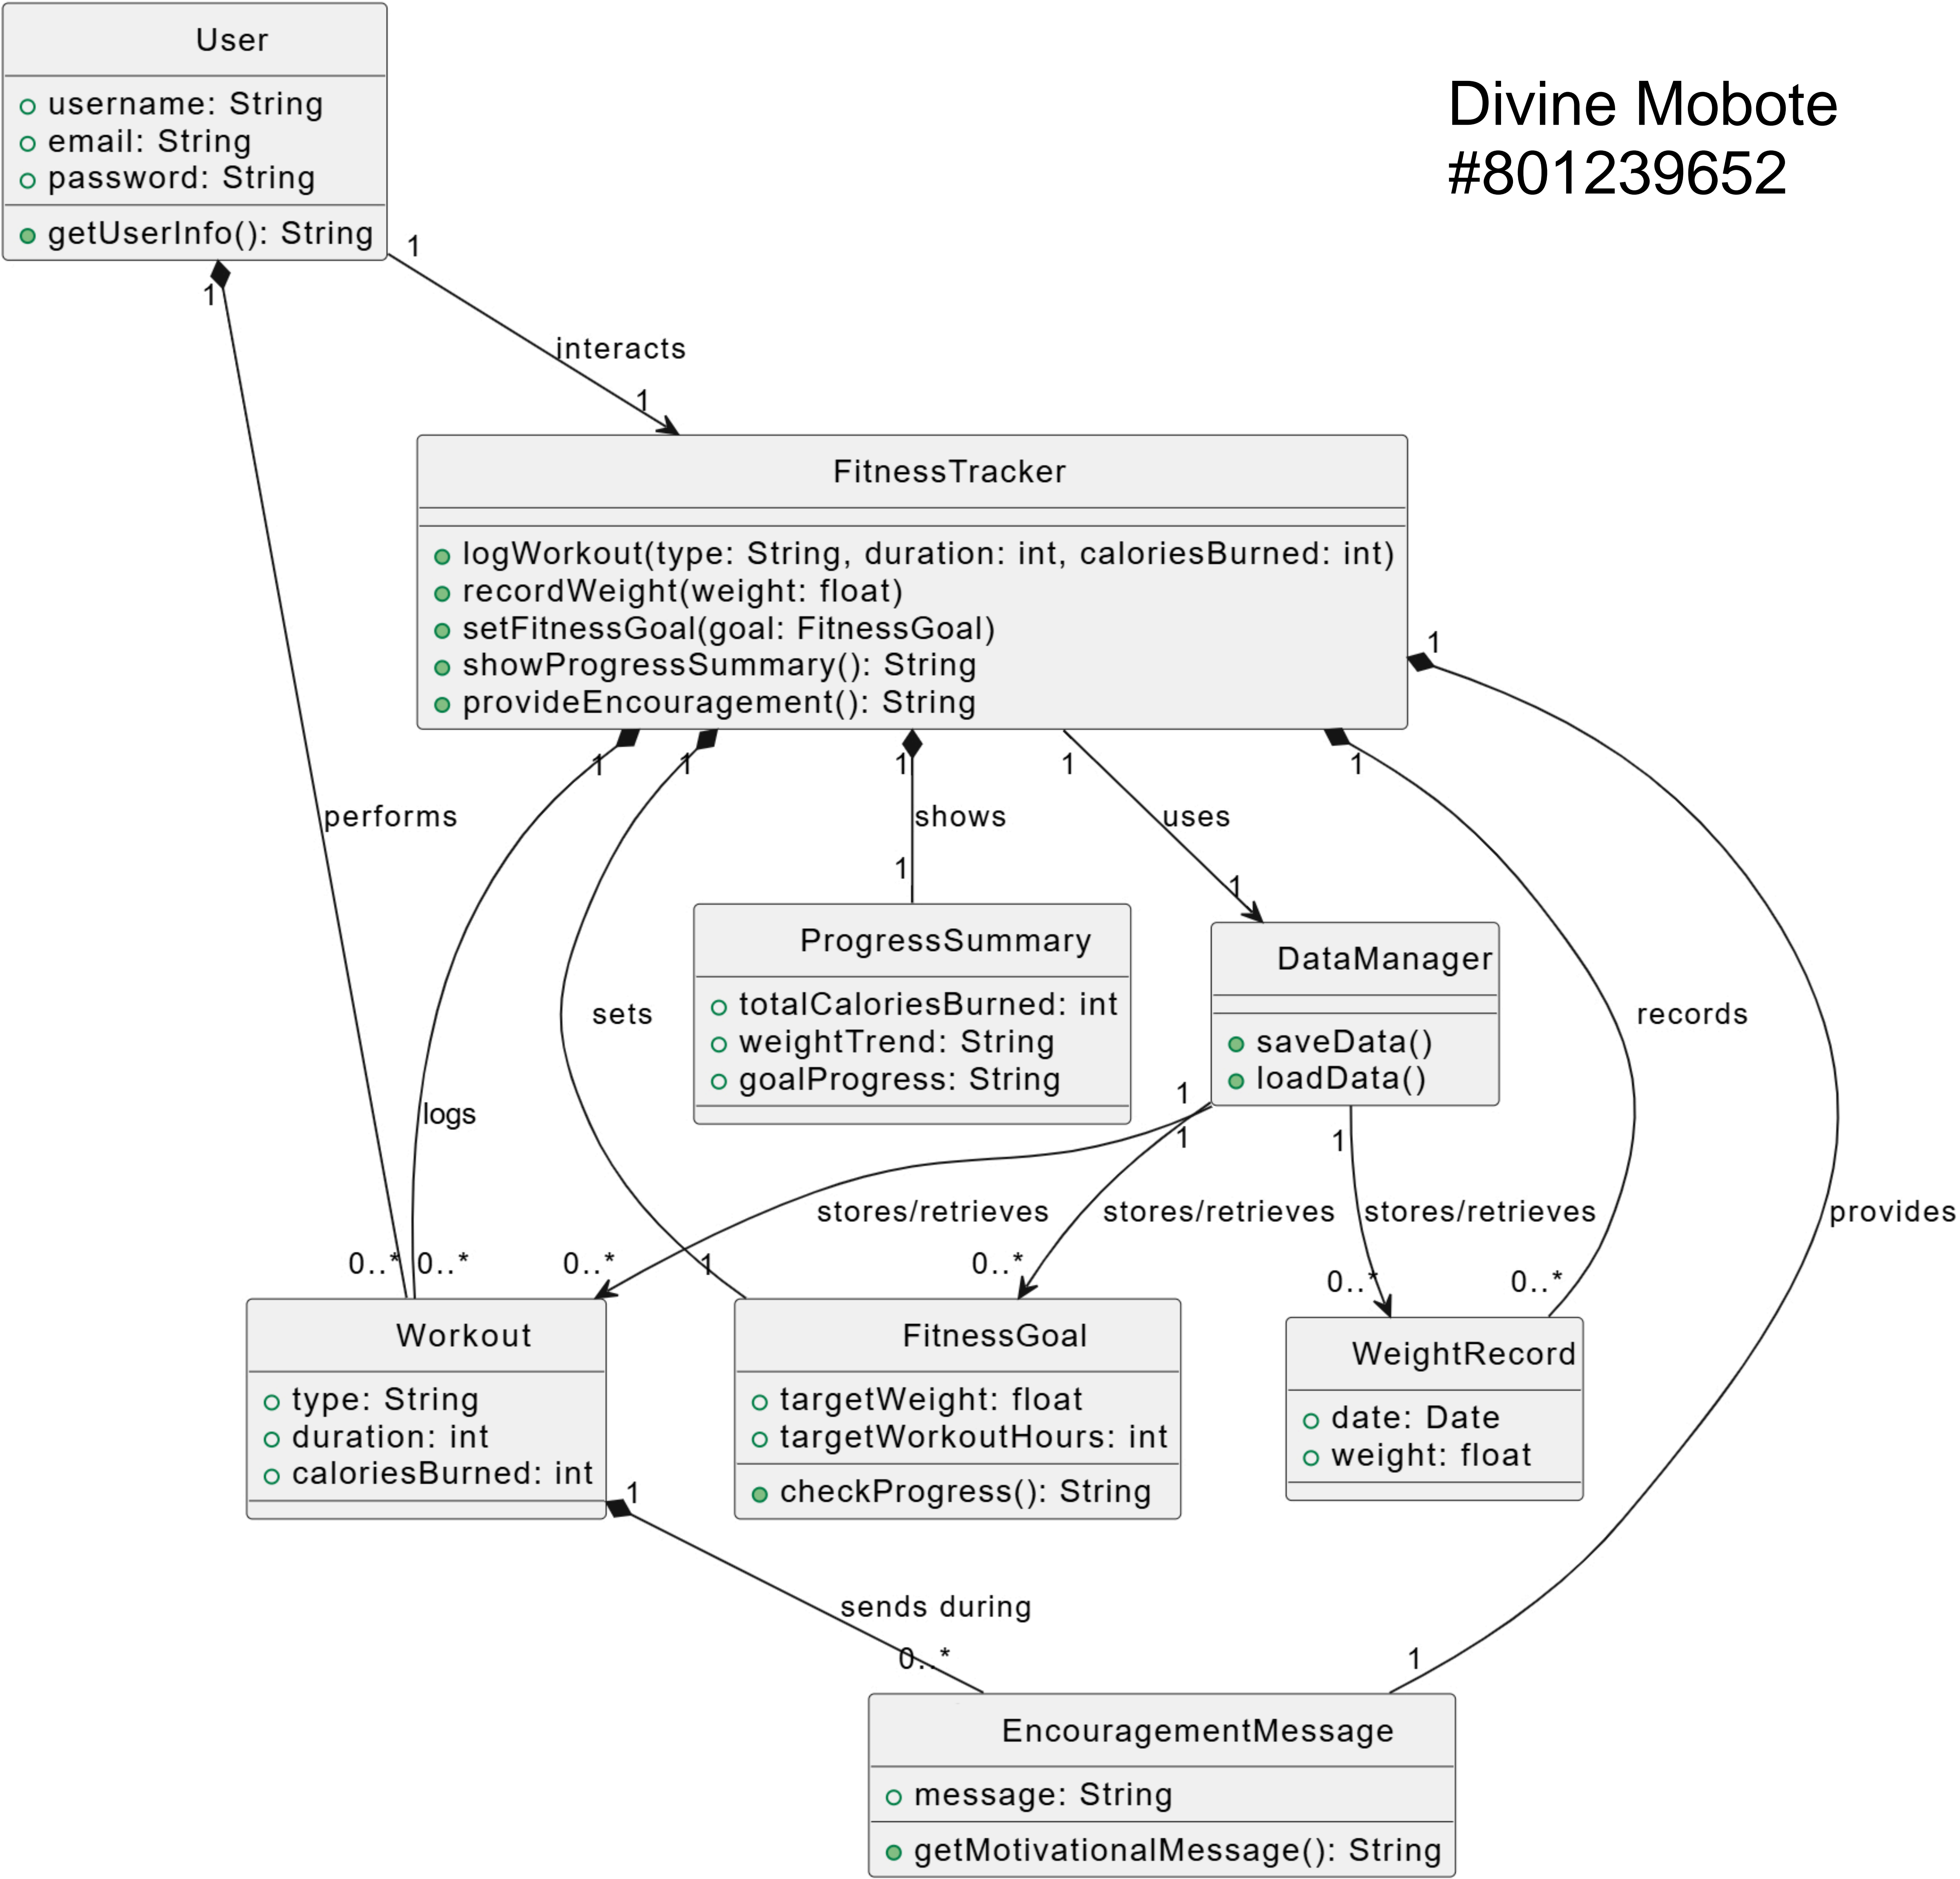 User
username: String
email: String
password: String
getUserInfo(): String
Divine Mobote
#801239652
1
1
interacts
1
FitnessTracker
logWorkout(type: String, duration: int, caloriesBurned: int)
recordWeight(weight: float)
setFitnessGoal(goal: FitnessGoal)
showProgressSummary(): String
provideEncouragement(): String
1
1
1
1
1
1
performs
shows
uses
1
1
ProgressSummary
totalCaloriesBurned: int
weightTrend: String
goalProgress: String
DataManager
saveData()
loadData()
sets
records
logs
1
1
1
stores/retrieves
stores/retrieves
stores/retrieves
provides
0..*
0..*
0..*
1
0..*
0..*
0..*
Workout
type: String
duration: int
caloriesBurned: int
FitnessGoal
targetWeight: float
targetWorkoutHours: int
checkProgress(): String
WeightRecord
date: Date
weight: float
1
sends during
0..*
1
EncouragementMessage
message: String
getMotivationalMessage(): String